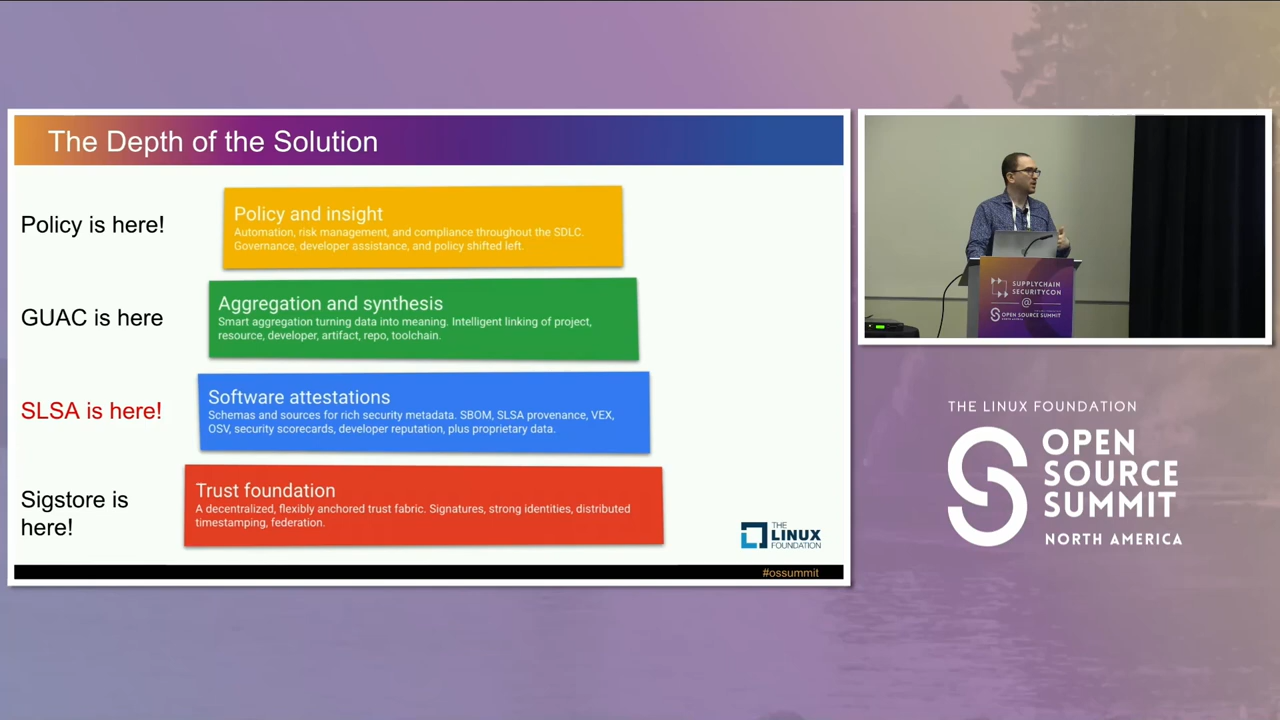 The Depth of the Solution
Policy is here!
Policy and insight
Automation, risk management, and compliance throughout the SDLC.
Governance, developer assistance, and policy shifted left.
GUAC is here
Aggregation and synthesis
Smart aggregation turning data into meaning. Intelligent linking of project,
resource, developer, artifact, repo, toolchain.
SLSA is here!
Software attestations
Schemas and sources for rich security metadata. SBOM, SLSA provenance, VEX,
OSV, security scorecards, developer reputation, plus proprietary data.
Sigstore is
here!
Trust foundation
A decentralized, flexibly anchored trust fabric. Signatures, strong identities, distributed
timestamping, federation.
THE
LINUX
FOUNDATION
#ossummit
SUPPLYCHAIN
SECURITYCON
@
OPEN SOURCE SUMMIT
NORTH AMERICA
THE LINUX FOUNDATION
OPEN
SOURCE
SUMMIT
NORTH AMERICA